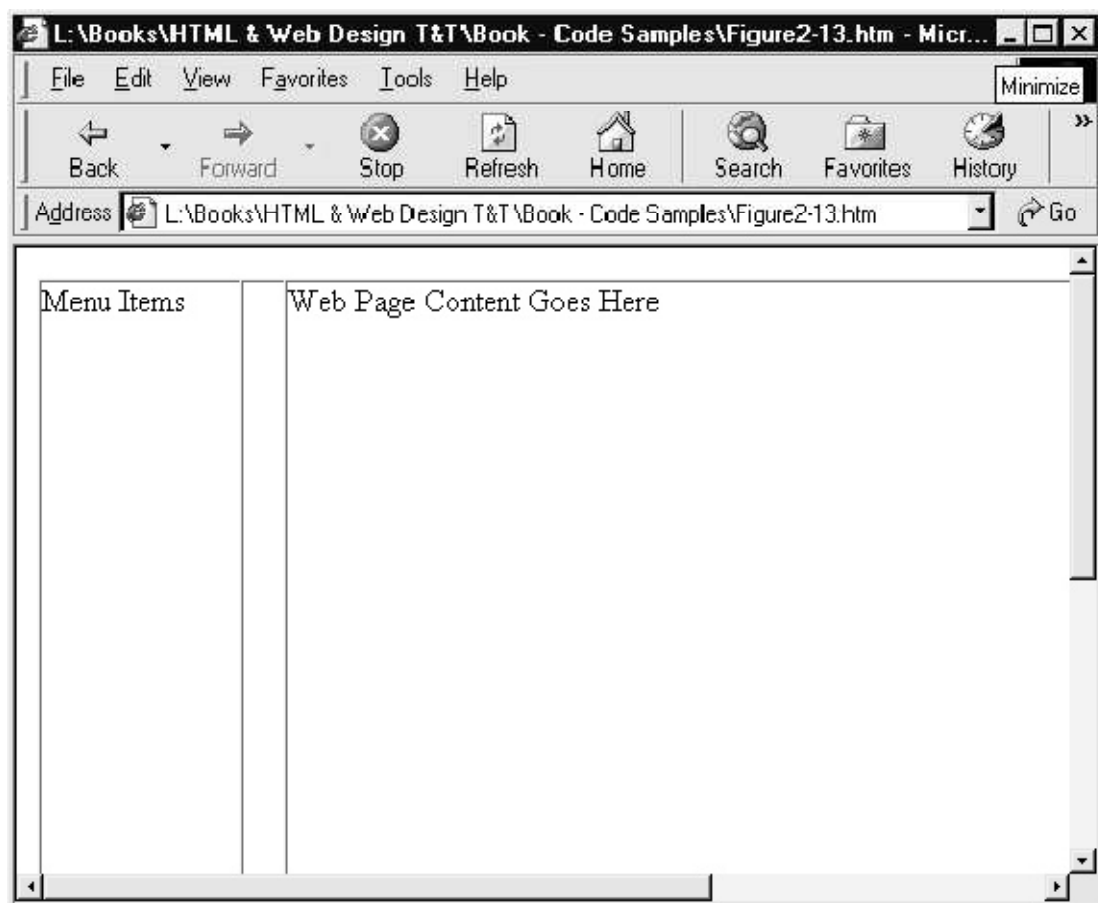 L:\Books\HTML & Web Design T&T\Book - Code Samples\Figure2-13.htm - Micr...
File Edit View Favorites Tools Help
Minimize
Back Forward Stop Refresh Home Search Favorites History »
Address L:\Books\HTML & Web Design T&T\Book - Code Samples\Figure2-13.htm Go
Menu Items Web Page Content Goes Here